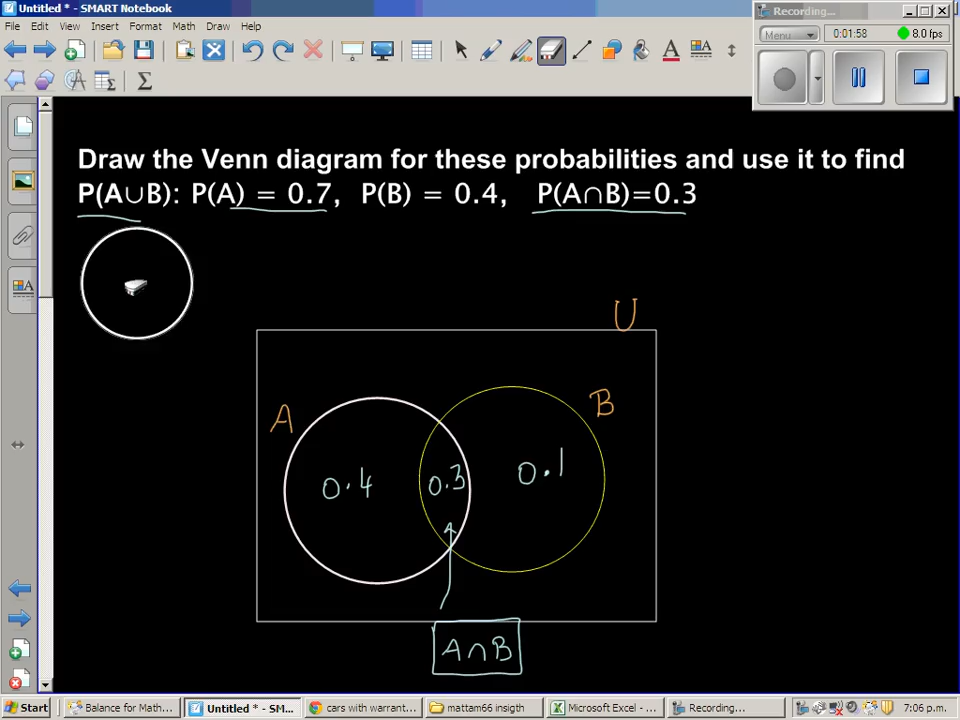 Untitled * - SMART Notebook
Recording...
File Edit View Insert Format Math Draw Help
Menu 0:01:58 8.0 fps
Draw the Venn diagram for these probabilities and use it to find
P(A∪B): P(A) = 0.7, P(B) = 0.4, P(A∩B)=0.3
U
A
B
0.4 0.3 0.1
A∩B
Start Balance for Math... Untitled * - SM... cars with warrant... mattam66 insigth Microsoft Excel - pa... Recording... 7:06 p.m.